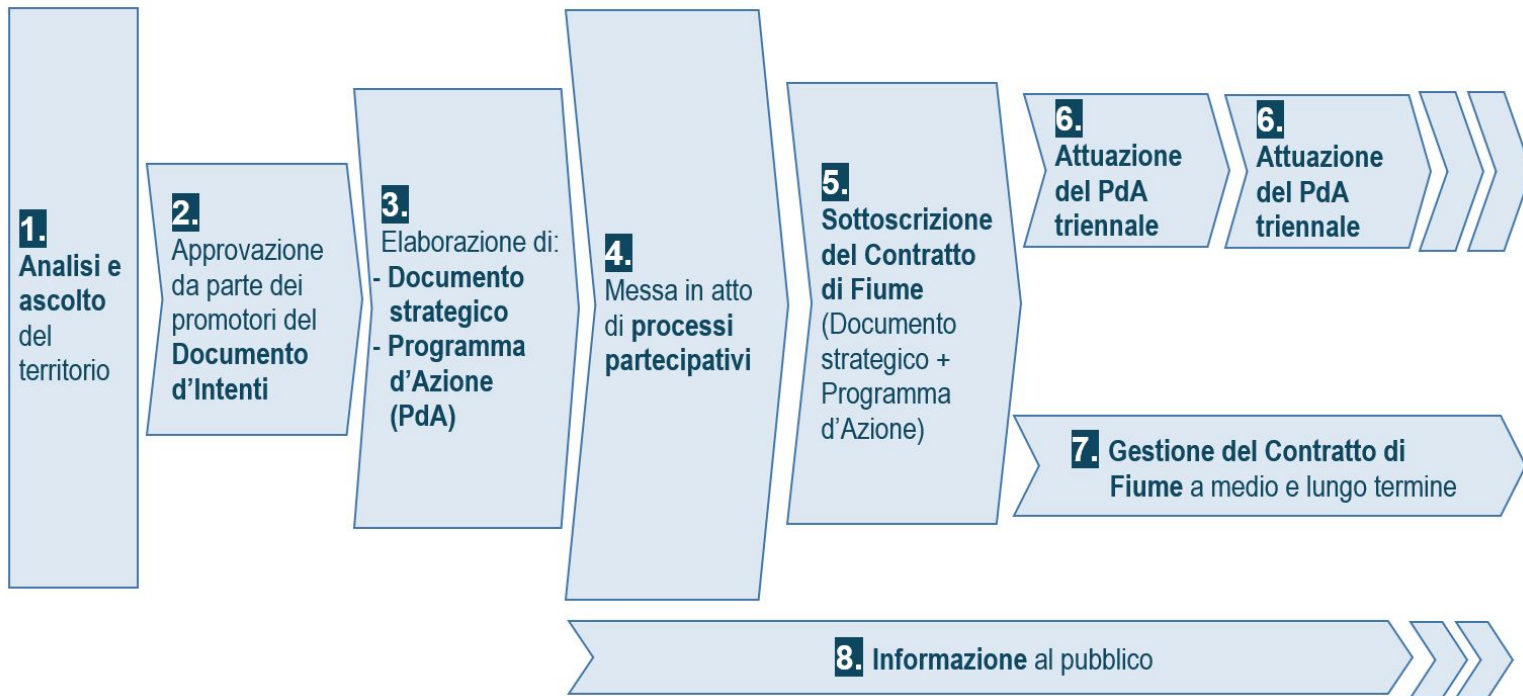 1.
Analisi e
ascolto
del
territorio
2.
Approvazione
da parte dei
promotori del
Documento
d’Intenti
3.
Elaborazione di:
- Documento
strategico
- Programma
d’Azione
(PdA)
4.
Messa in atto
di processi
partecipativi
5.
Sottoscrizione
del Contratto
di Fiume
(Documento
strategico +
Programma
d’Azione)
6.
Attuazione
del PdA
triennale
6.
Attuazione
del PdA
triennale
7. Gestione del Contratto di
Fiume a medio e lungo termine
8. Informazione al pubblico